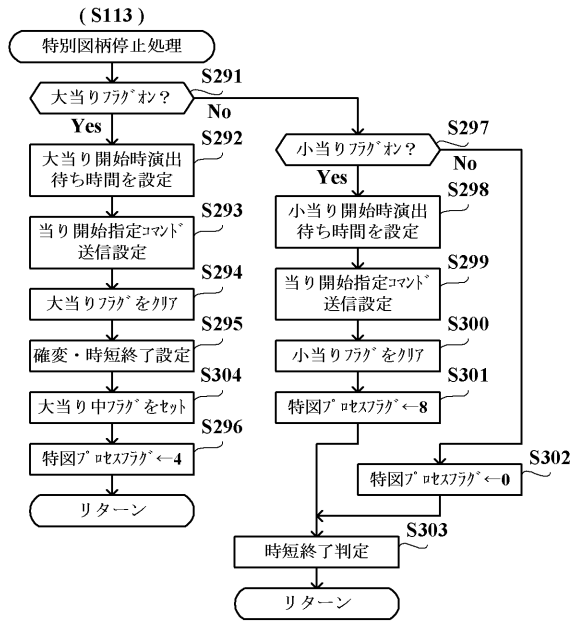 ( S113 )
特別図柄停止処理
S291
大当りﾌﾗｸﾞｵﾝ？
Yes
No
S292
大当り開始時演出
待ち時間を設定
S293
当り開始指定ｺﾏﾝﾄﾞ
送信設定
S294
大当りﾌﾗｸﾞをｸﾘｱ
S295
確変・時短終了設定
S304
大当り中ﾌﾗｸﾞをｾｯﾄ
S296
特図ﾌﾟﾛｾｽﾌﾗｸﾞ←4
リターン
S297
小当りﾌﾗｸﾞｵﾝ？
Yes
No
S298
小当り開始時演出
待ち時間を設定
S299
当り開始指定ｺﾏﾝﾄﾞ
送信設定
S300
小当りﾌﾗｸﾞをｸﾘｱ
S301
特図ﾌﾟﾛｾｽﾌﾗｸﾞ←8
S302
特図ﾌﾟﾛｾｽﾌﾗｸﾞ←0
S303
時短終了判定
リターン